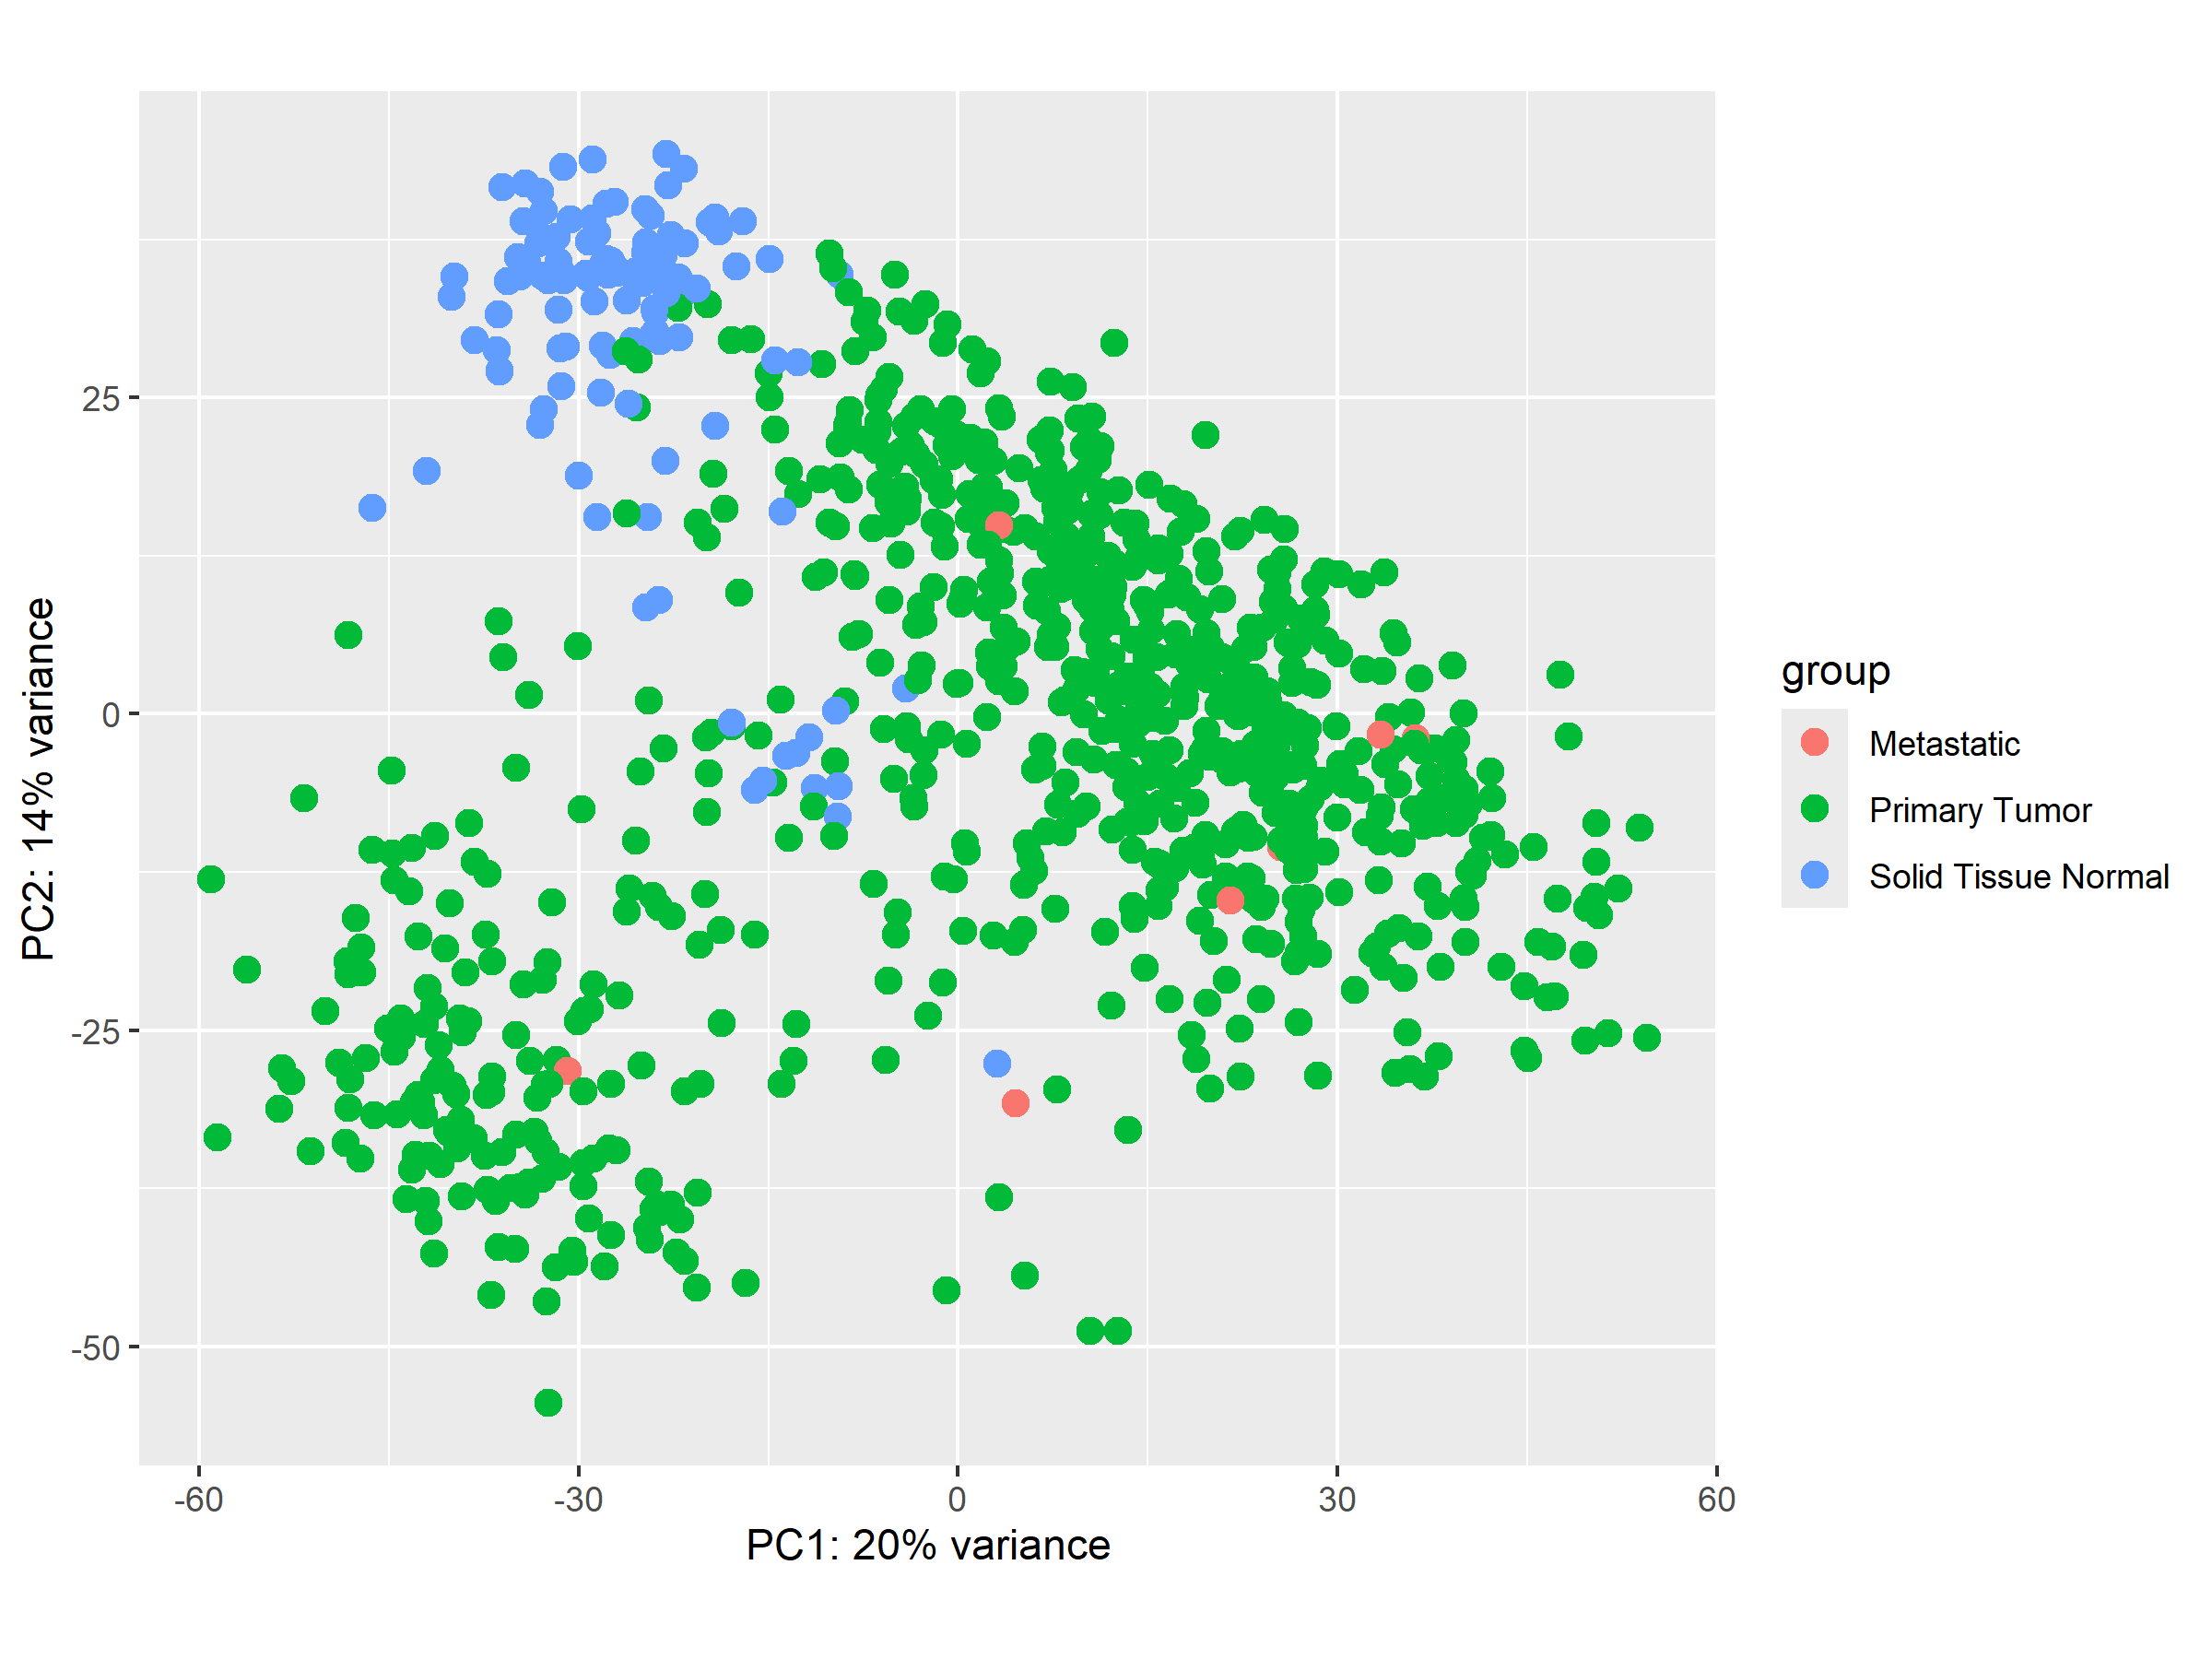 PC2: 14% variance
25
0
-25
-50
-60
-30
0
30
60
PC1: 20% variance
group
Metastatic
Primary Tumor
Solid Tissue Normal